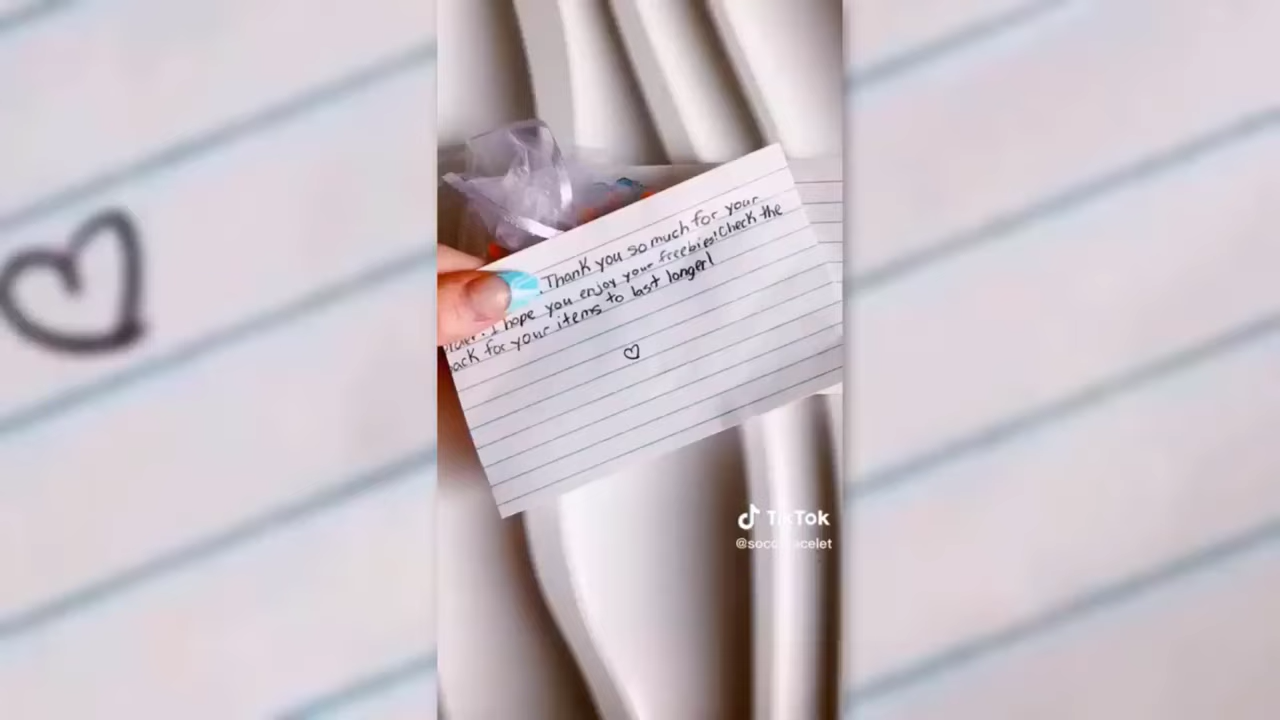 Thank you so much for your
I hope you enjoy your freebies! Check the
back for your items to last longer!
TikTok